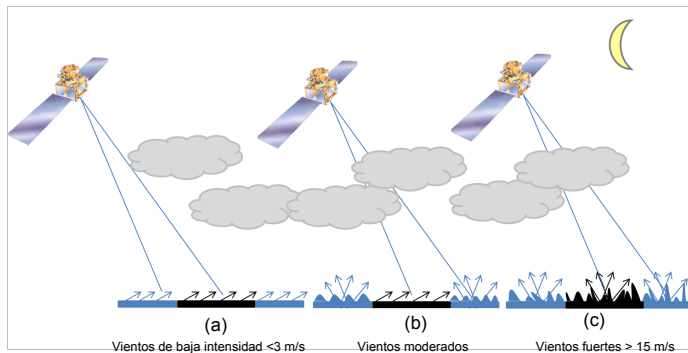 (a)
(b)
(c)
Vientos de baja intensidad <3 m/s
Vientos moderados
Vientos fuertes > 15 m/s